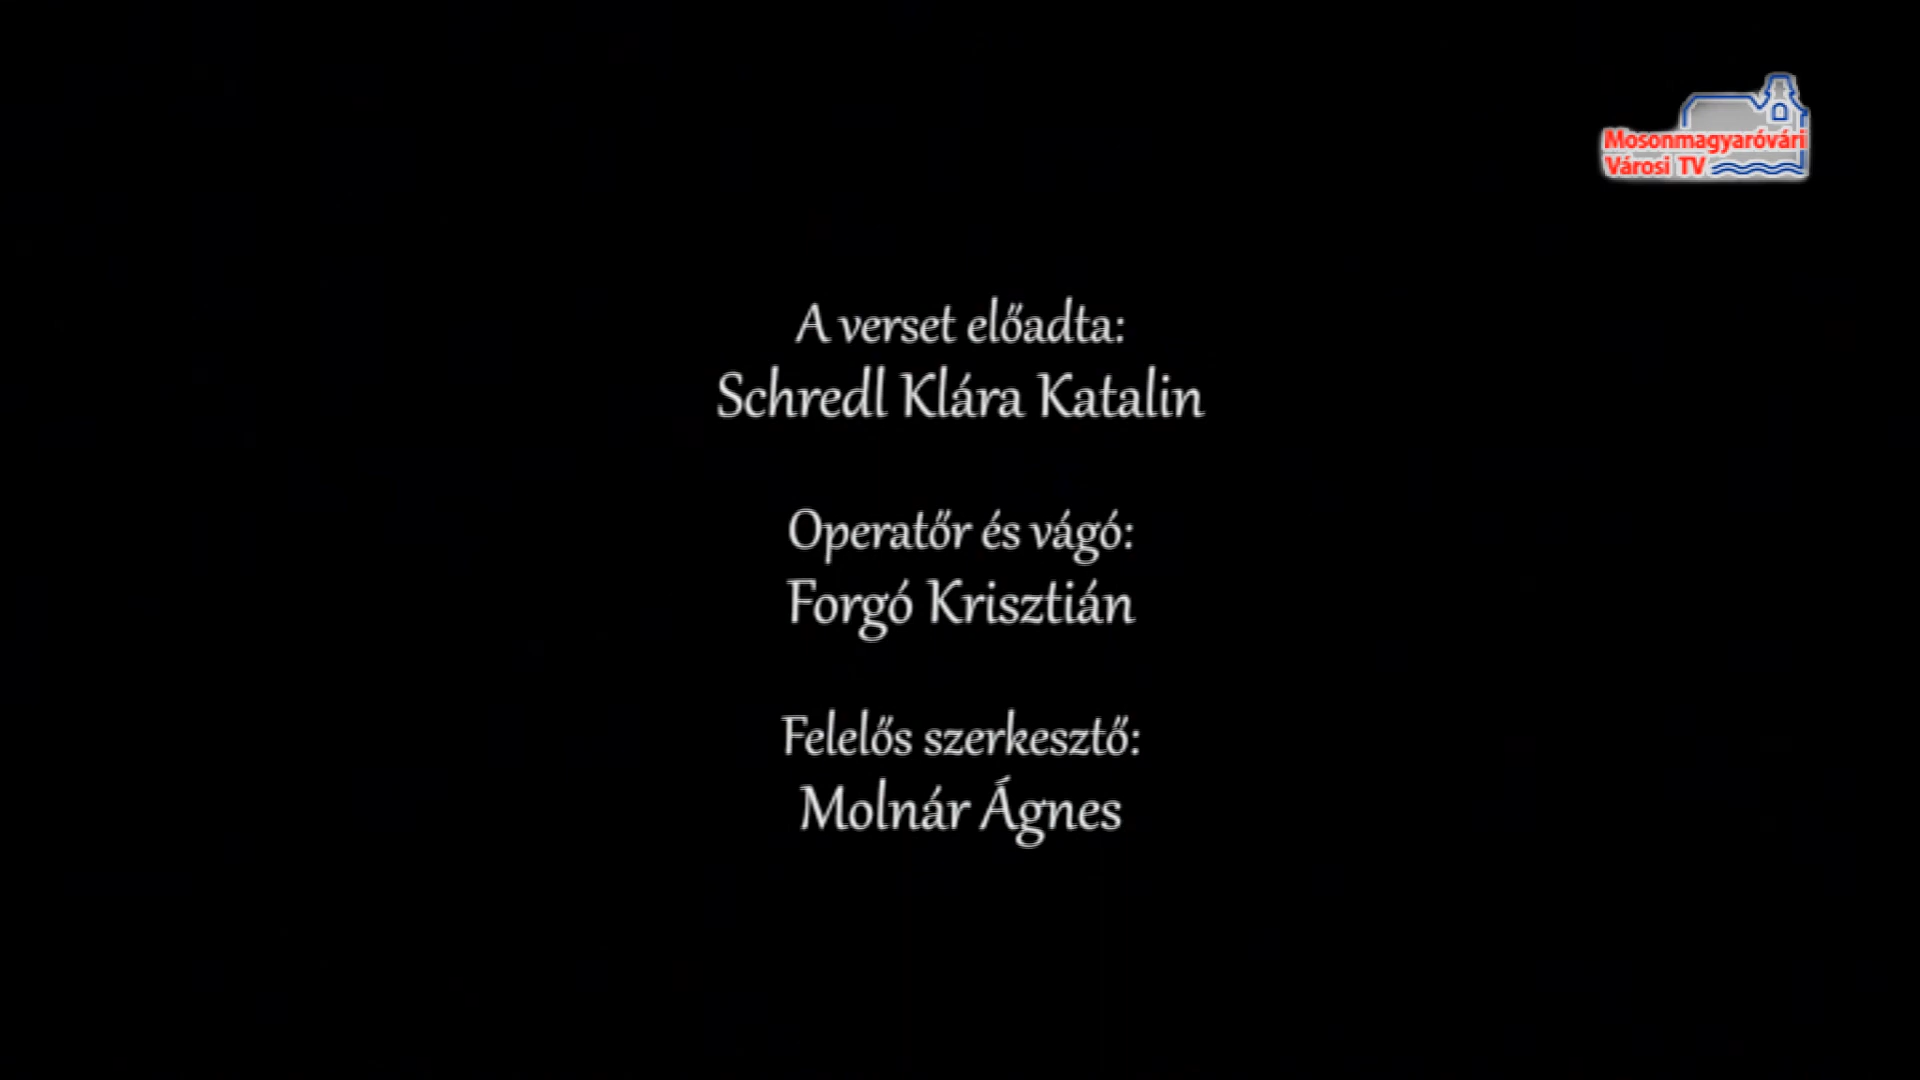 Mosonmagyaróvári
Városi TV
A verset előadta:
Schredl Klára Katalin
Operatőr és vágó:
Forgó Krisztián
Felelős szerkesztő:
Molnár Ágnes